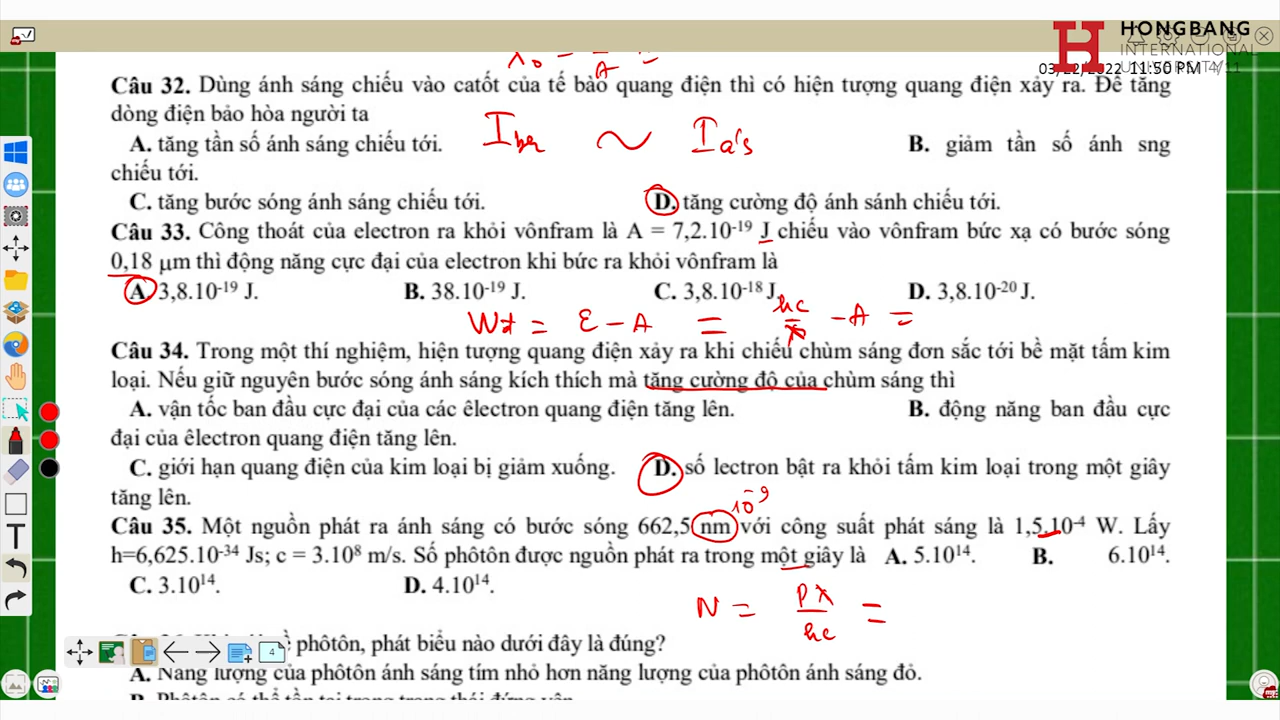 HONGBANG
INTERNATIONAL
UNIVERSITY
03/22/2022 11:50 PM 4/11
λ₀ = =
A
Câu 32. Dùng ánh sáng chiếu vào catốt của tế bào quang điện thì có hiện tượng quang điện xảy ra. Để tăng
dòng điện bảo hòa người ta
A. tăng tần số ánh sáng chiếu tới. B. giảm tần số ánh sng
Ibh ~ Ia's
chiếu tới.
C. tăng bước sóng ánh sáng chiếu tới. D. tăng cường độ ánh sánh chiếu tới.
Câu 33. Công thoát của electron ra khỏi vônfram là A = 7,2.10⁻¹⁹ J chiếu vào vônfram bức xạ có bước sóng
0,18 μm thì động năng cực đại của electron khi bức ra khỏi vônfram là
A. 3,8.10⁻¹⁹ J. B. 38.10⁻¹⁹ J. C. 3,8.10⁻¹⁸ J. D. 3,8.10⁻²⁰ J.
Wđ = ε - A = hc/λ - A =
Câu 34. Trong một thí nghiệm, hiện tượng quang điện xảy ra khi chiếu chùm sáng đơn sắc tới bề mặt tấm kim
loại. Nếu giữ nguyên bước sóng ánh sáng kích thích mà tăng cường độ của chùm sáng thì
A. vận tốc ban đầu cực đại của các êlectron quang điện tăng lên. B. động năng ban đầu cực
đại của êlectron quang điện tăng lên.
C. giới hạn quang điện của kim loại bị giảm xuống. D. số lectron bật ra khỏi tấm kim loại trong một giây
tăng lên.
10⁻⁹
Câu 35. Một nguồn phát ra ánh sáng có bước sóng 662,5 nm với công suất phát sáng là 1,5.10⁻⁴ W. Lấy
h=6,625.10⁻³⁴ Js; c = 3.10⁸ m/s. Số phôtôn được nguồn phát ra trong một giây là A. 5.10¹⁴. B. 6.10¹⁴.
C. 3.10¹⁴. D. 4.10¹⁴.
N = Pλ/hc =
phôtôn, phát biểu nào dưới đây là đúng?
4
A. Năng lượng của phôtôn ánh sáng tím nhỏ hơn năng lượng của phôtôn ánh sáng đỏ.